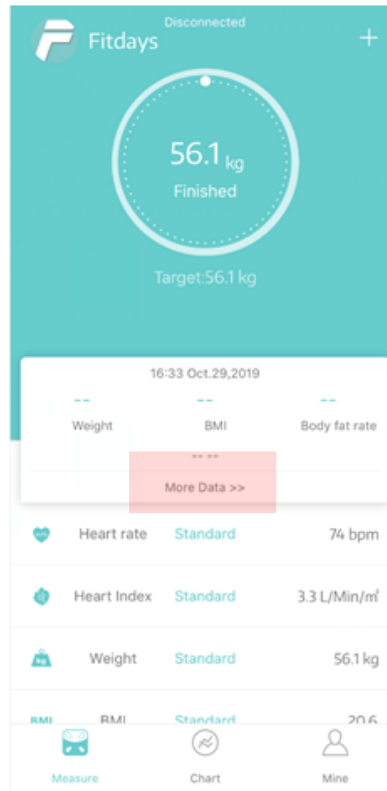 Disconnected
Fitdays
+
56.1 kg
Finished
Target:56.1 kg
16:33 Oct.29,2019
-- -- --
Weight BMI Body fat rate
-- --
More Data >>
Heart rate Standard 74 bpm
Heart Index Standard 3.3 L/Min/㎡
kg Weight Standard 56.1 kg
BMI BMI Standard 20.6
Measure Chart Mine